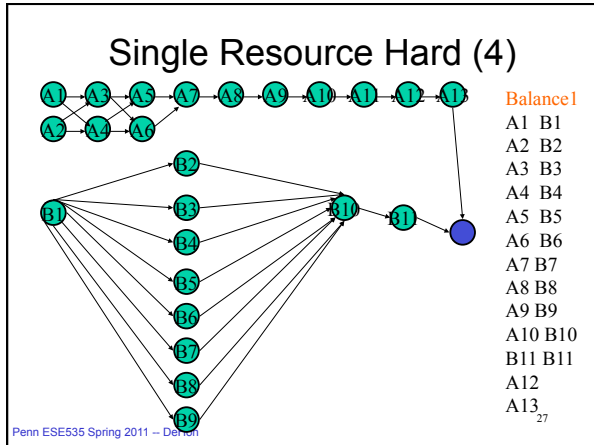 Single Resource Hard (4)
A1 A3 A5 A7 A8 A9 A10 A11 A12 A13
A2 A4 A6
B2
B1
B3
B10
B11
B4
B5
B6
B7
B8
B9
Balance1
A1 B1
A2 B2
A3 B3
A4 B4
A5 B5
A6 B6
A7 B7
A8 B8
A9 B9
A10 B10
B11 B11
A12
A13
27
Penn ESE535 Spring 2011 -- DeHon